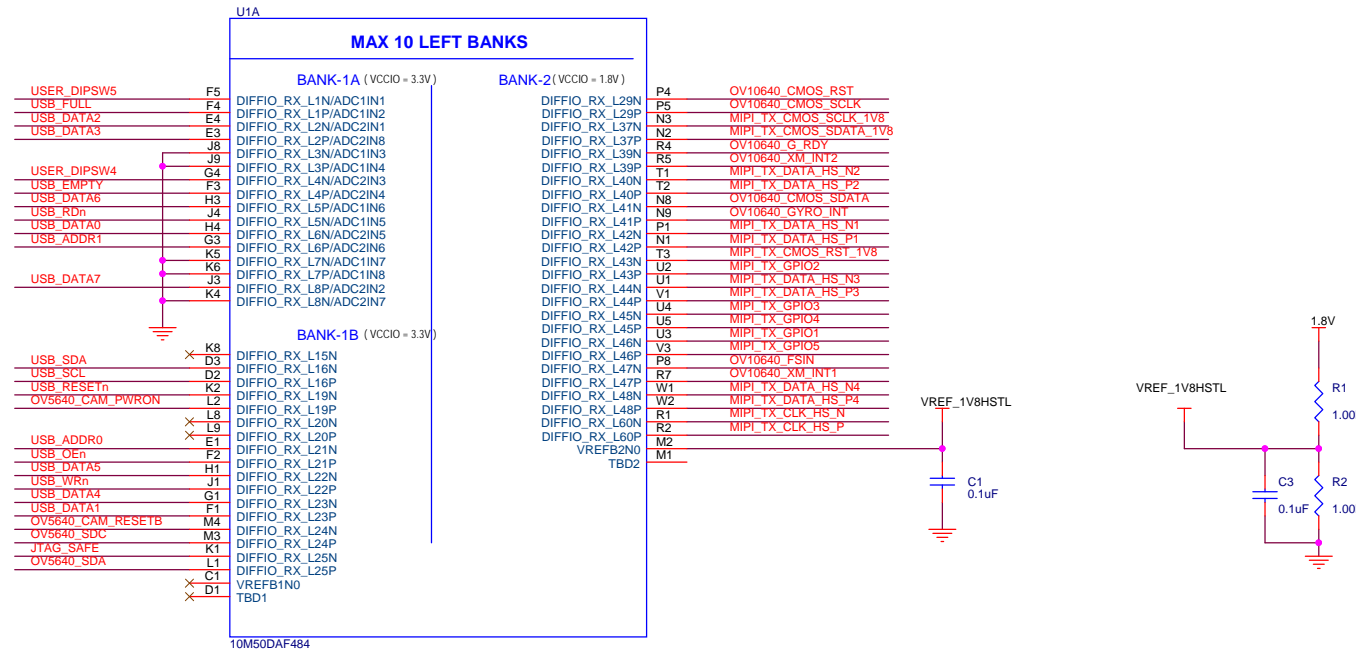 U1A
MAX 10 LEFT BANKS
BANK-1A ( VCCIO = 3.3V )
USER_DIPSW5 F5 DIFFIO_RX_L1N/ADC1IN1
USB_FULL F4 DIFFIO_RX_L1P/ADC1IN2
USB_DATA2 E4 DIFFIO_RX_L2N/ADC2IN1
USB_DATA3 E3 DIFFIO_RX_L2P/ADC2IN8
J8 DIFFIO_RX_L3N/ADC1IN3
J9 DIFFIO_RX_L3P/ADC1IN4
USER_DIPSW4 G4 DIFFIO_RX_L4N/ADC2IN3
USB_EMPTY F3 DIFFIO_RX_L4P/ADC2IN4
USB_DATA6 H3 DIFFIO_RX_L5P/ADC1IN6
USB_RDn J4 DIFFIO_RX_L5N/ADC1IN5
USB_DATA0 H4 DIFFIO_RX_L6N/ADC2IN5
USB_ADDR1 G3 DIFFIO_RX_L6P/ADC2IN6
K5 DIFFIO_RX_L7N/ADC1IN7
K6 DIFFIO_RX_L7P/ADC1IN8
USB_DATA7 J3 DIFFIO_RX_L8P/ADC2IN2
K4 DIFFIO_RX_L8N/ADC2IN7
BANK-1B ( VCCIO = 3.3V )
K8 DIFFIO_RX_L15N
USB_SDA D3 DIFFIO_RX_L16N
USB_SCL D2 DIFFIO_RX_L16P
USB_RESETn K2 DIFFIO_RX_L19N
OV5640_CAM_PWRON L2 DIFFIO_RX_L19P
L8 DIFFIO_RX_L20N
L9 DIFFIO_RX_L20P
USB_ADDR0 E1 DIFFIO_RX_L21N
USB_OEn F2 DIFFIO_RX_L21P
USB_DATA5 H1 DIFFIO_RX_L22N
USB_WRn J1 DIFFIO_RX_L22P
USB_DATA4 G1 DIFFIO_RX_L23N
USB_DATA1 F1 DIFFIO_RX_L23P
OV5640_CAM_RESETB M4 DIFFIO_RX_L24N
OV5640_SDC M3 DIFFIO_RX_L24P
JTAG_SAFE K1 DIFFIO_RX_L25N
OV5640_SDA L1 DIFFIO_RX_L25P
C1 VREFB1N0
D1 TBD1
10M50DAF484
BANK-2 ( VCCIO = 1.8V )
DIFFIO_RX_L29N P4 OV10640_CMOS_RST
DIFFIO_RX_L29P P5 OV10640_CMOS_SCLK
DIFFIO_RX_L37N N3 MIPI_TX_CMOS_SCLK_1V8
DIFFIO_RX_L37P N2 MIPI_TX_CMOS_SDATA_1V8
DIFFIO_RX_L39N R4 OV10640_G_RDY
DIFFIO_RX_L39P R5 OV10640_XM_INT2
DIFFIO_RX_L40N T1 MIPI_TX_DATA_HS_N2
DIFFIO_RX_L40P T2 MIPI_TX_DATA_HS_P2
DIFFIO_RX_L41N N8 OV10640_CMOS_SDATA
DIFFIO_RX_L41P N9 OV10640_GYRO_INT
DIFFIO_RX_L42N P1 MIPI_TX_DATA_HS_N1
DIFFIO_RX_L42P N1 MIPI_TX_DATA_HS_P1
DIFFIO_RX_L43N T3 MIPI_TX_CMOS_RST_1V8
DIFFIO_RX_L43P U2 MIPI_TX_GPIO2
DIFFIO_RX_L44N U1 MIPI_TX_DATA_HS_N3
DIFFIO_RX_L44P V1 MIPI_TX_DATA_HS_P3
DIFFIO_RX_L45N U4 MIPI_TX_GPIO3
DIFFIO_RX_L45P U5 MIPI_TX_GPIO4
DIFFIO_RX_L46N U3 MIPI_TX_GPIO1
DIFFIO_RX_L46P V3 MIPI_TX_GPIO5
DIFFIO_RX_L47N P8 OV10640_FSIN
DIFFIO_RX_L47P R7 OV10640_XM_INT1
DIFFIO_RX_L48N W1 MIPI_TX_DATA_HS_N4
DIFFIO_RX_L48P W2 MIPI_TX_DATA_HS_P4
DIFFIO_RX_L60N R1 MIPI_TX_CLK_HS_N
DIFFIO_RX_L60P R2 MIPI_TX_CLK_HS_P
VREFB2N0 M2
TBD2 M1
VREF_1V8HSTL
C1
0.1uF
1.8V
VREF_1V8HSTL
R1
1.00
C3
0.1uF
R2
1.00